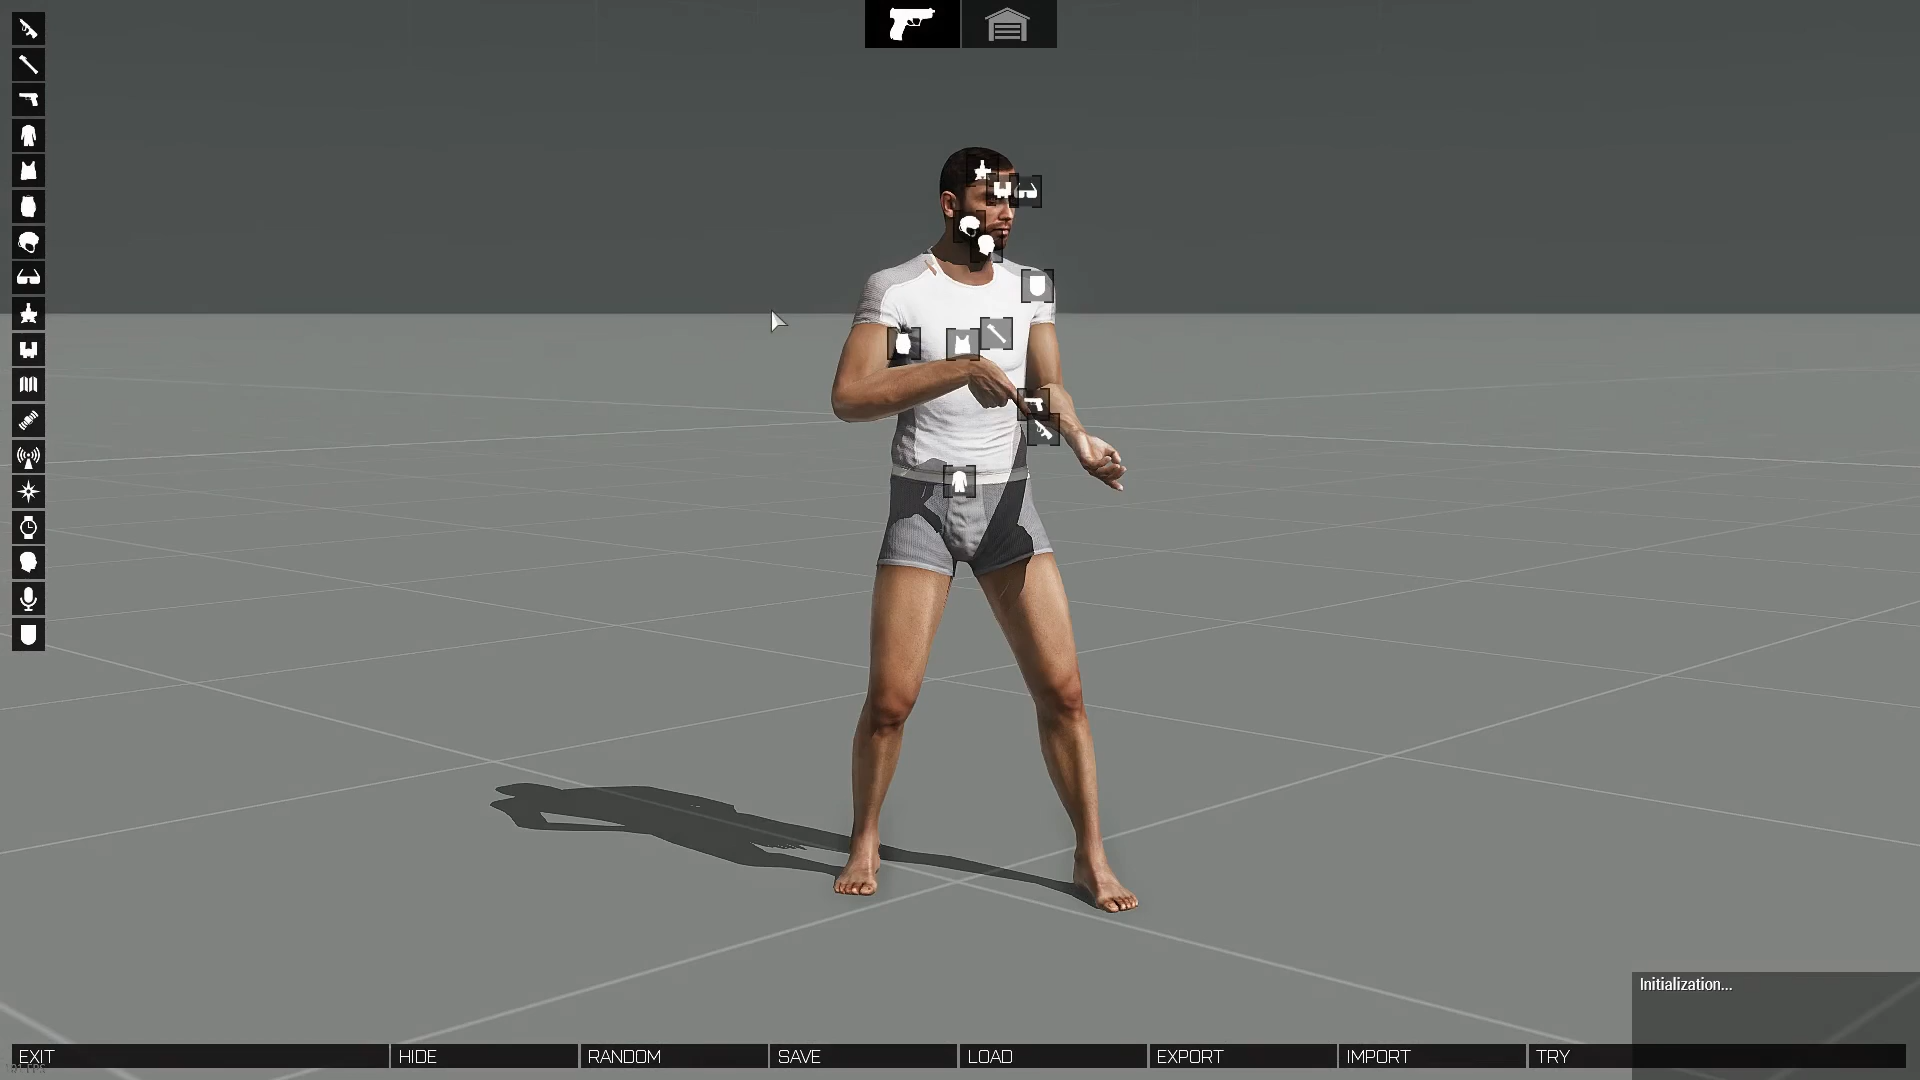 Initialization...
EXIT
HIDE
RANDOM
SAVE
LOAD
EXPORT
IMPORT
TRY